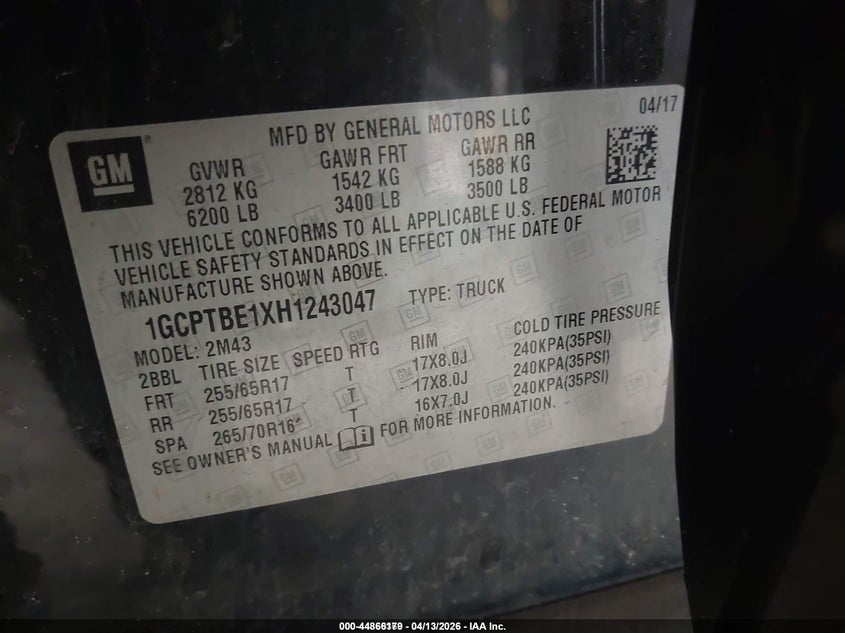 04/17
MFD BY GENERAL MOTORS LLC
GM
GVWR GAWR FRT GAWR RR
2812 KG 1542 KG 1588 KG
6200 LB 3400 LB 3500 LB
THIS VEHICLE CONFORMS TO ALL APPLICABLE U.S. FEDERAL MOTOR
VEHICLE SAFETY STANDARDS IN EFFECT ON THE DATE OF
MANUFACTURE SHOWN ABOVE.
1GCPTBE1XH1243047 TYPE: TRUCK
MODEL: 2M43
2BBL TIRE SIZE SPEED RTG RIM COLD TIRE PRESSURE
FRT 255/65R17 T 17X8.0J 240KPA(35PSI)
RR 255/65R17 T 17X8.0J 240KPA(35PSI)
SPA 265/70R16* T 16X7.0J 240KPA(35PSI)
SEE OWNER'S MANUAL i FOR MORE INFORMATION.
04/13/2026 - IAA Inc.